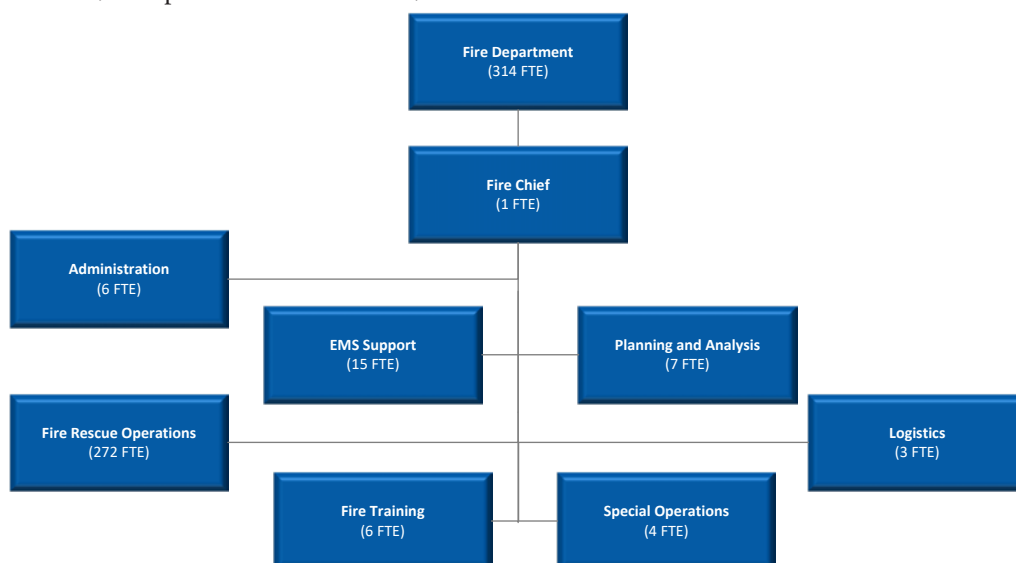 Fire Department
(314 FTE)
Fire Chief
(1 FTE)
Administration
(6 FTE)
EMS Support
(15 FTE)
Planning and Analysis
(7 FTE)
Fire Rescue Operations
(272 FTE)
Logistics
(3 FTE)
Fire Training
(6 FTE)
Special Operations
(4 FTE)